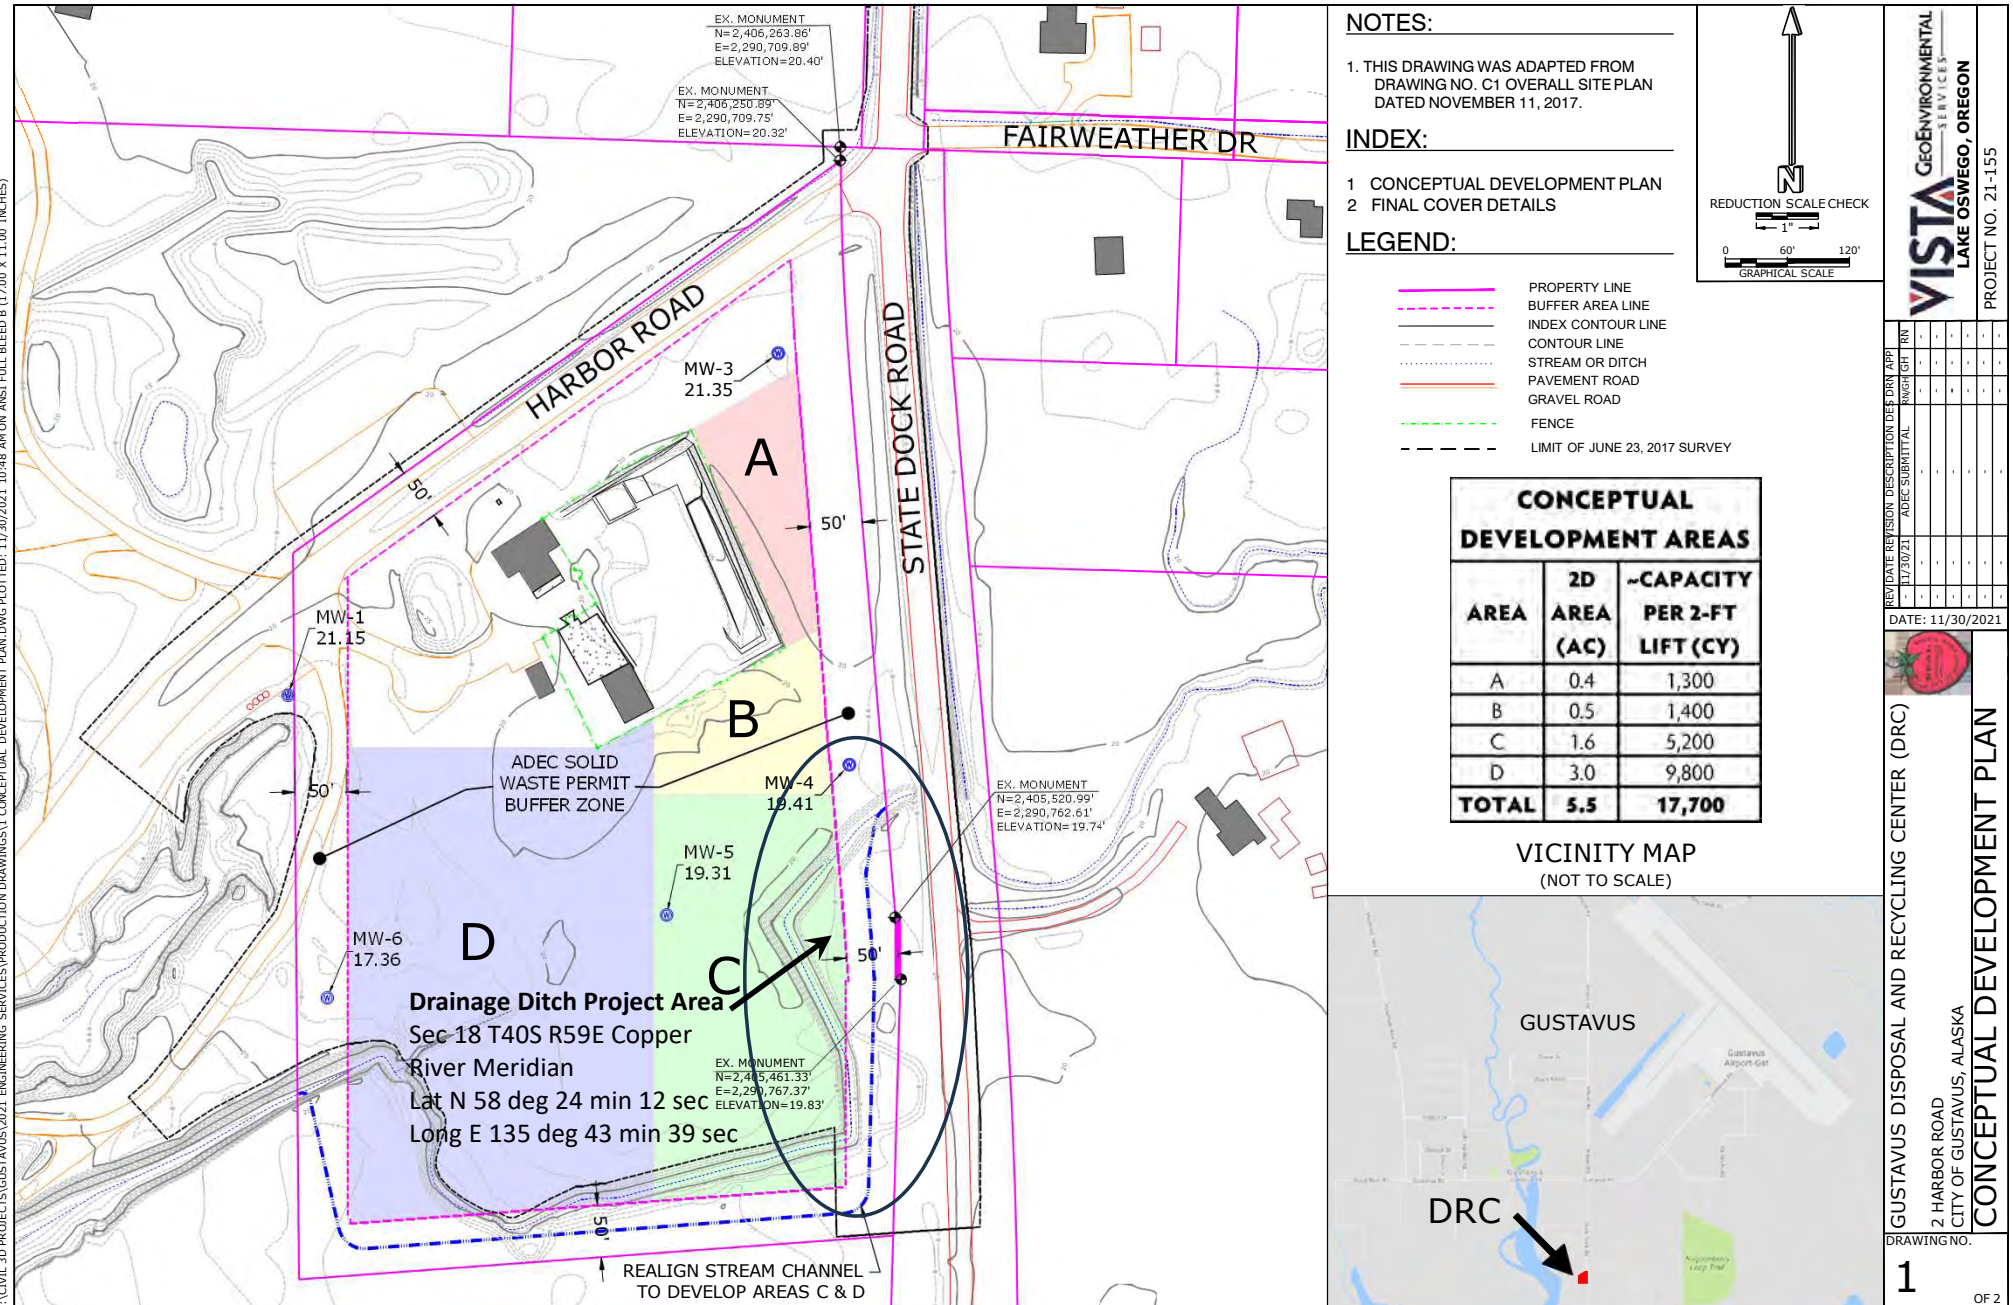 EX. MONUMENT
N=2,406,263.86'
E=2,290,709.89'
ELEVATION=20.40'
EX. MONUMENT
N=2,406,250.89'
E=2,290,709.75'
ELEVATION=20.32'
FAIRWEATHER DR
HARBOR ROAD
STATE DOCK ROAD
MW-3
21.35
A
50'
50'
MW-1
21.15
B
ADEC SOLID
WASTE PERMIT
BUFFER ZONE
50'
MW-4
19.41
EX. MONUMENT
N=2,405,520.99'
E=2,290,762.61'
ELEVATION=19.74'
MW-5
19.31
MW-6
17.36
D
C
50'
Drainage Ditch Project Area
Sec 18 T40S R59E Copper
River Meridian
Lat N 58 deg 24 min 12 sec
Long E 135 deg 43 min 39 sec
EX. MONUMENT
N=2,405,461.33'
E=2,290,767.37'
ELEVATION=19.83'
50'
REALIGN STREAM CHANNEL
TO DEVELOP AREAS C & D
NOTES:
1. THIS DRAWING WAS ADAPTED FROM
DRAWING NO. C1 OVERALL SITE PLAN
DATED NOVEMBER 11, 2017.
INDEX:
1 CONCEPTUAL DEVELOPMENT PLAN
2 FINAL COVER DETAILS
LEGEND:
PROPERTY LINE
BUFFER AREA LINE
INDEX CONTOUR LINE
CONTOUR LINE
STREAM OR DITCH
PAVEMENT ROAD
GRAVEL ROAD
FENCE
LIMIT OF JUNE 23, 2017 SURVEY
N
REDUCTION SCALE CHECK
1"
0 60' 120'
GRAPHICAL SCALE
CONCEPTUAL
DEVELOPMENT AREAS
AREA 2D AREA (AC) ~CAPACITY PER 2-FT LIFT (CY)
A 0.4 1,300
B 0.5 1,400
C 1.6 5,200
D 3.0 9,800
TOTAL 5.5 17,700
VICINITY MAP
(NOT TO SCALE)
GUSTAVUS
Gustavus
Airport-Gst
DRC
VISTA GEOENVIRONMENTAL
SERVICES
LAKE OSWEGO, OREGON
PROJECT NO. 21-155
REV DATE REVISION DESCRIPTION DES DRN APP
11/30/21 ADEC SUBMITTAL RN/GH GH RN
DATE: 11/30/2021
GUSTAVUS DISPOSAL AND RECYCLING CENTER (DRC)
2 HARBOR ROAD
CITY OF GUSTAVUS, ALASKA
CONCEPTUAL DEVELOPMENT PLAN
DRAWING NO.
1
OF 2